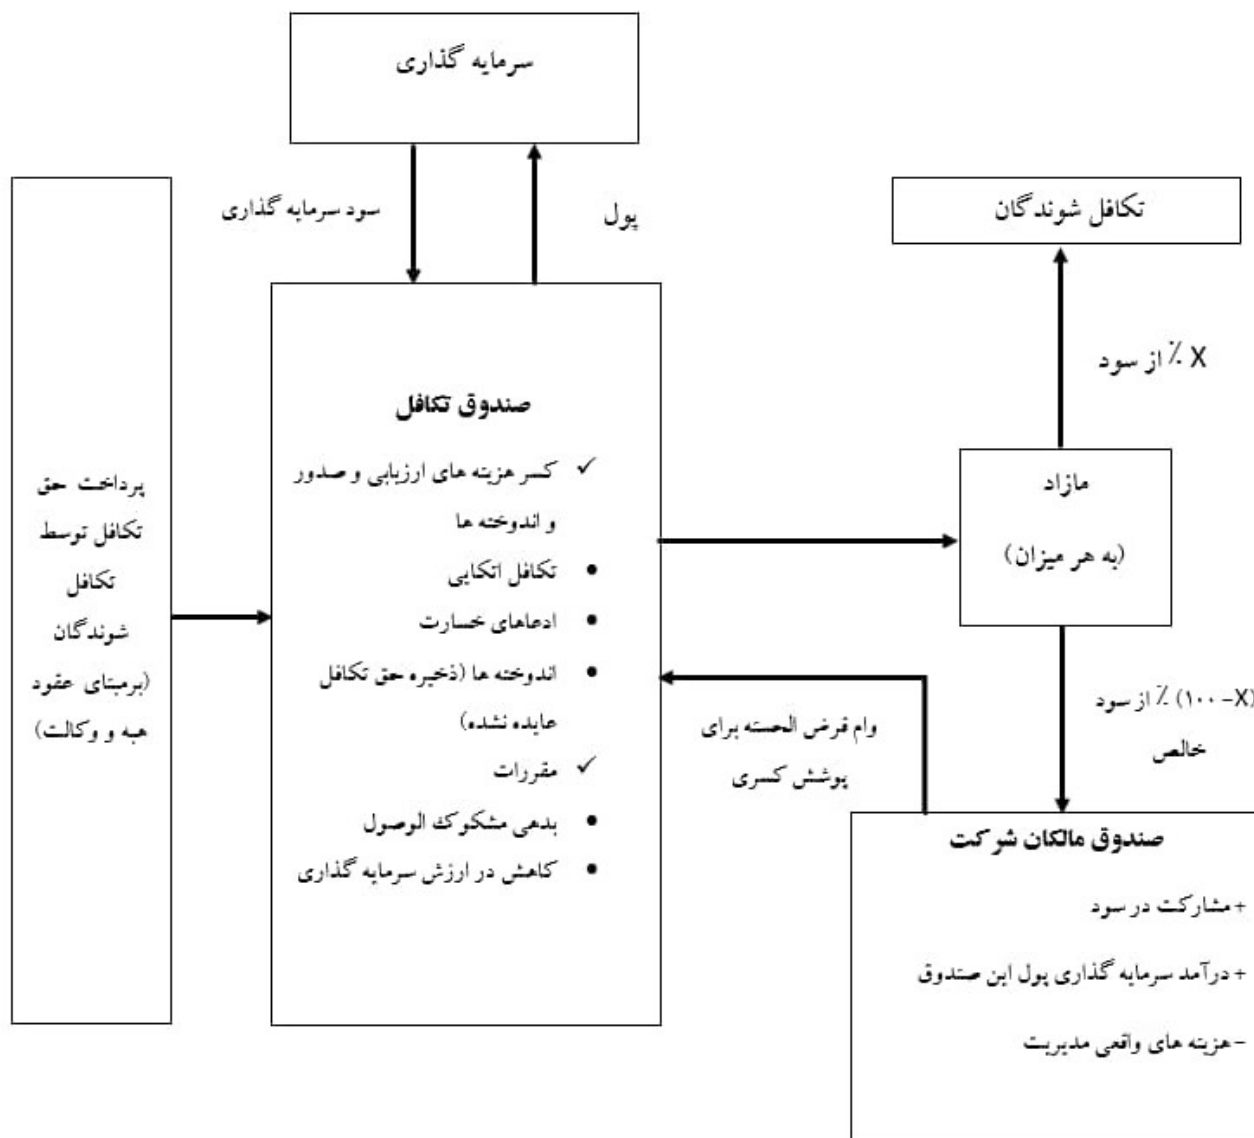 سرمایه گذاری
سود سرمایه گذاری
پول
تکافل شوندگان
X ٪ از سود
مازاد
(به هر میزان)
(۱۰۰-X) ٪ از سود
خالص
صندوق تکافل
✓ کسر هزینه های ارزیابی و صدور
و اندوخته ها
• تکافل اتکایی
• ادعاهای خسارت
• اندوخته ها (ذخیره حق تکافل
عایده نشده)
✓ مقررات
• بدهی مشکوک الوصول
• کاهش در ارزش سرمایه گذاری
پرداخت حق
تکافل توسط
تکافل
شوندگان
(برمبنای عقود
هبه و وکالت)
وام قرض الحسنه برای
پوشش کسری
صندوق مالکان شرکت
+ مشارکت در سود
+ درآمد سرمایه گذاری پول این صندوق
- هزینه های واقعی مدیریت